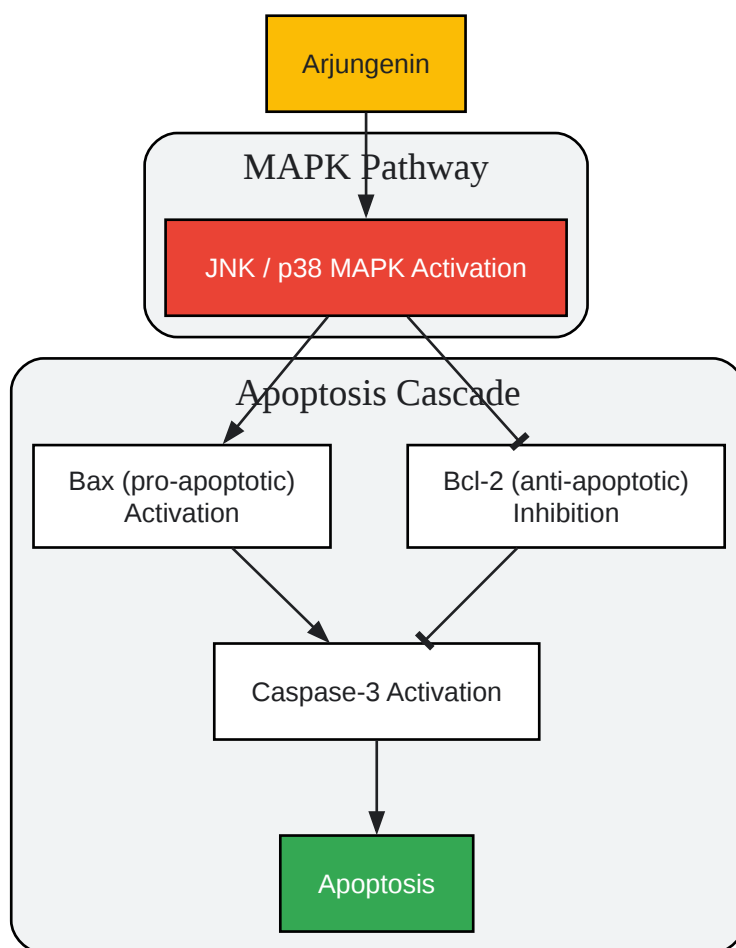 Arjungenin
MAPK Pathway
JNK / p38 MAPK Activation
Apoptosis Cascade
Bax (pro-apoptotic)
Activation
Bcl-2 (anti-apoptotic)
Inhibition
Caspase-3 Activation
Apoptosis